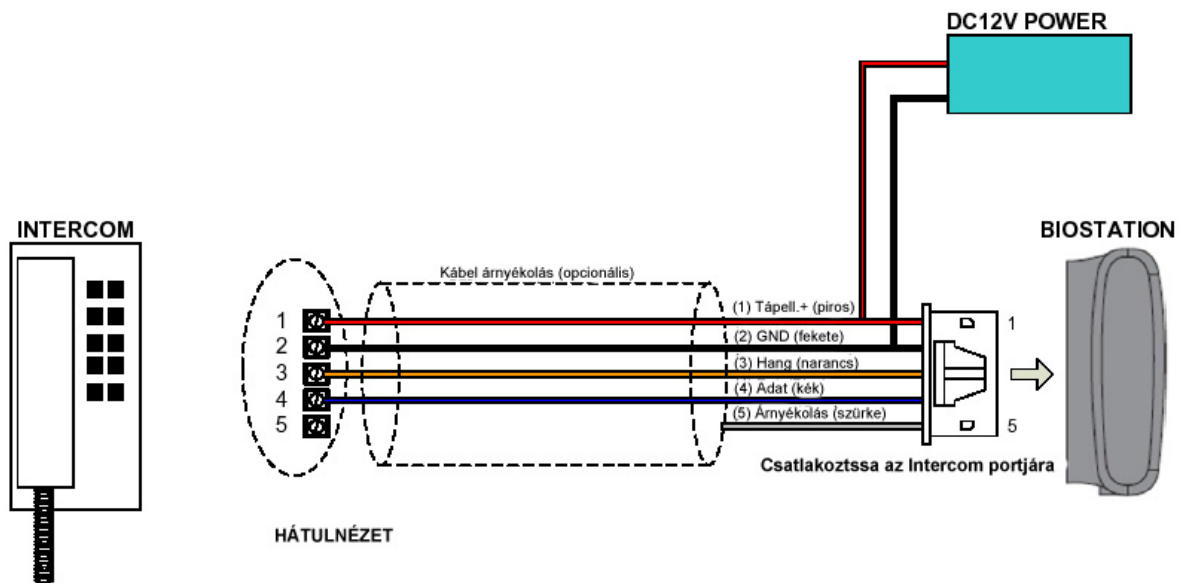 DC12V POWER
INTERCOM
BIOSTATION
Kábel árnyékolás (opcionális)
(1) Tápell.+ (piros)
(2) GND (fekete)
(3) Hang (narancs)
(4) Adat (kék)
(5) Árnyékolás (szürke)
1
2
3
4
5
1
5
Csatlakoztssa az Intercom portjára
HÁTULNÉZET